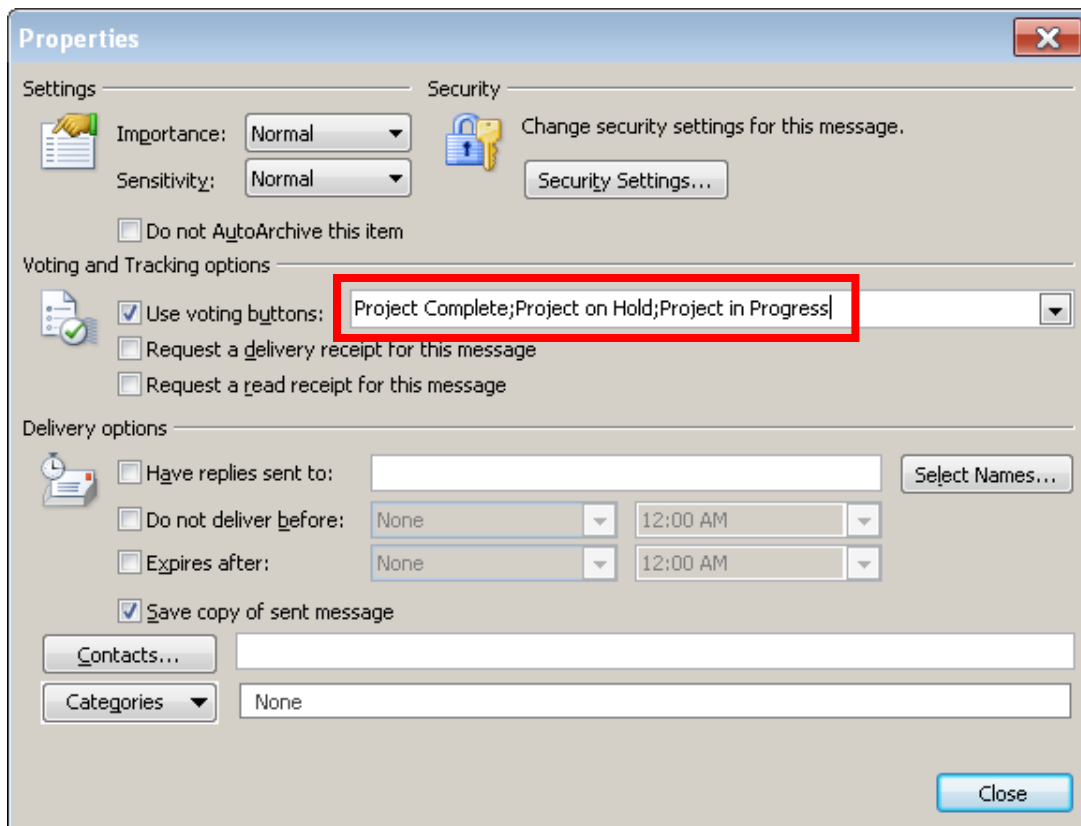 Properties
Settings
Security
Importance: Normal
Change security settings for this message.
Sensitivity: Normal
Security Settings...
Do not AutoArchive this item
Voting and Tracking options
Use voting buttons: Project Complete;Project on Hold;Project in Progress
Request a delivery receipt for this message
Request a read receipt for this message
Delivery options
Have replies sent to: Select Names...
Do not deliver before: None 12:00 AM
Expires after: None 12:00 AM
Save copy of sent message
Contacts...
Categories None
Close